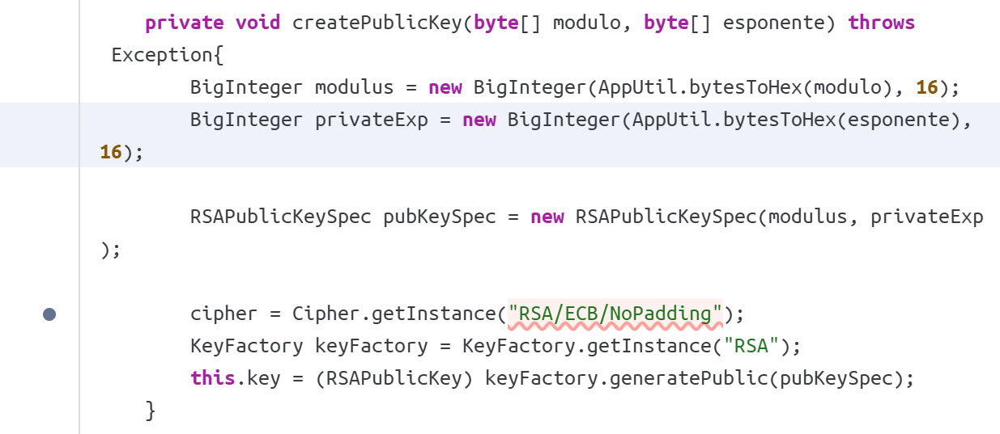 private void createPublicKey(byte[] modulo, byte[] esponente) throws
Exception{
BigInteger modulus = new BigInteger(AppUtil.bytesToHex(modulo), 16);
BigInteger privateExp = new BigInteger(AppUtil.bytesToHex(esponente),
16);
RSAPublicKeySpec pubKeySpec = new RSAPublicKeySpec(modulus, privateExp
);
cipher = Cipher.getInstance("RSA/ECB/NoPadding");
KeyFactory keyFactory = KeyFactory.getInstance("RSA");
this.key = (RSAPublicKey) keyFactory.generatePublic(pubKeySpec);
}